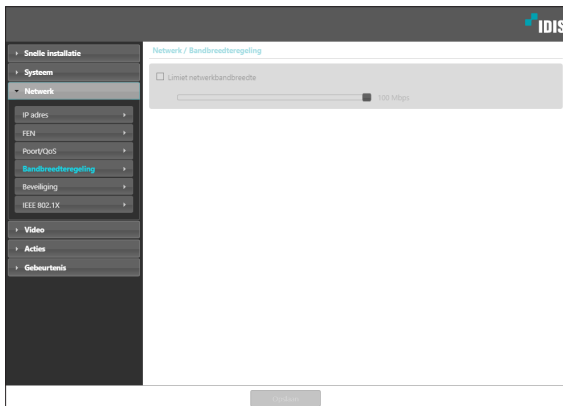 IDIS
Snelle installatie
Systeem
Netwerk
IP adres
FEN
Poort/QoS
Bandbreedteregeling
Beveiliging
IEEE 802.1X
Video
Acties
Gebeurtenis
Netwerk / Bandbreedteregeling
Limiet netwerkbandbreedte
100 Mbps